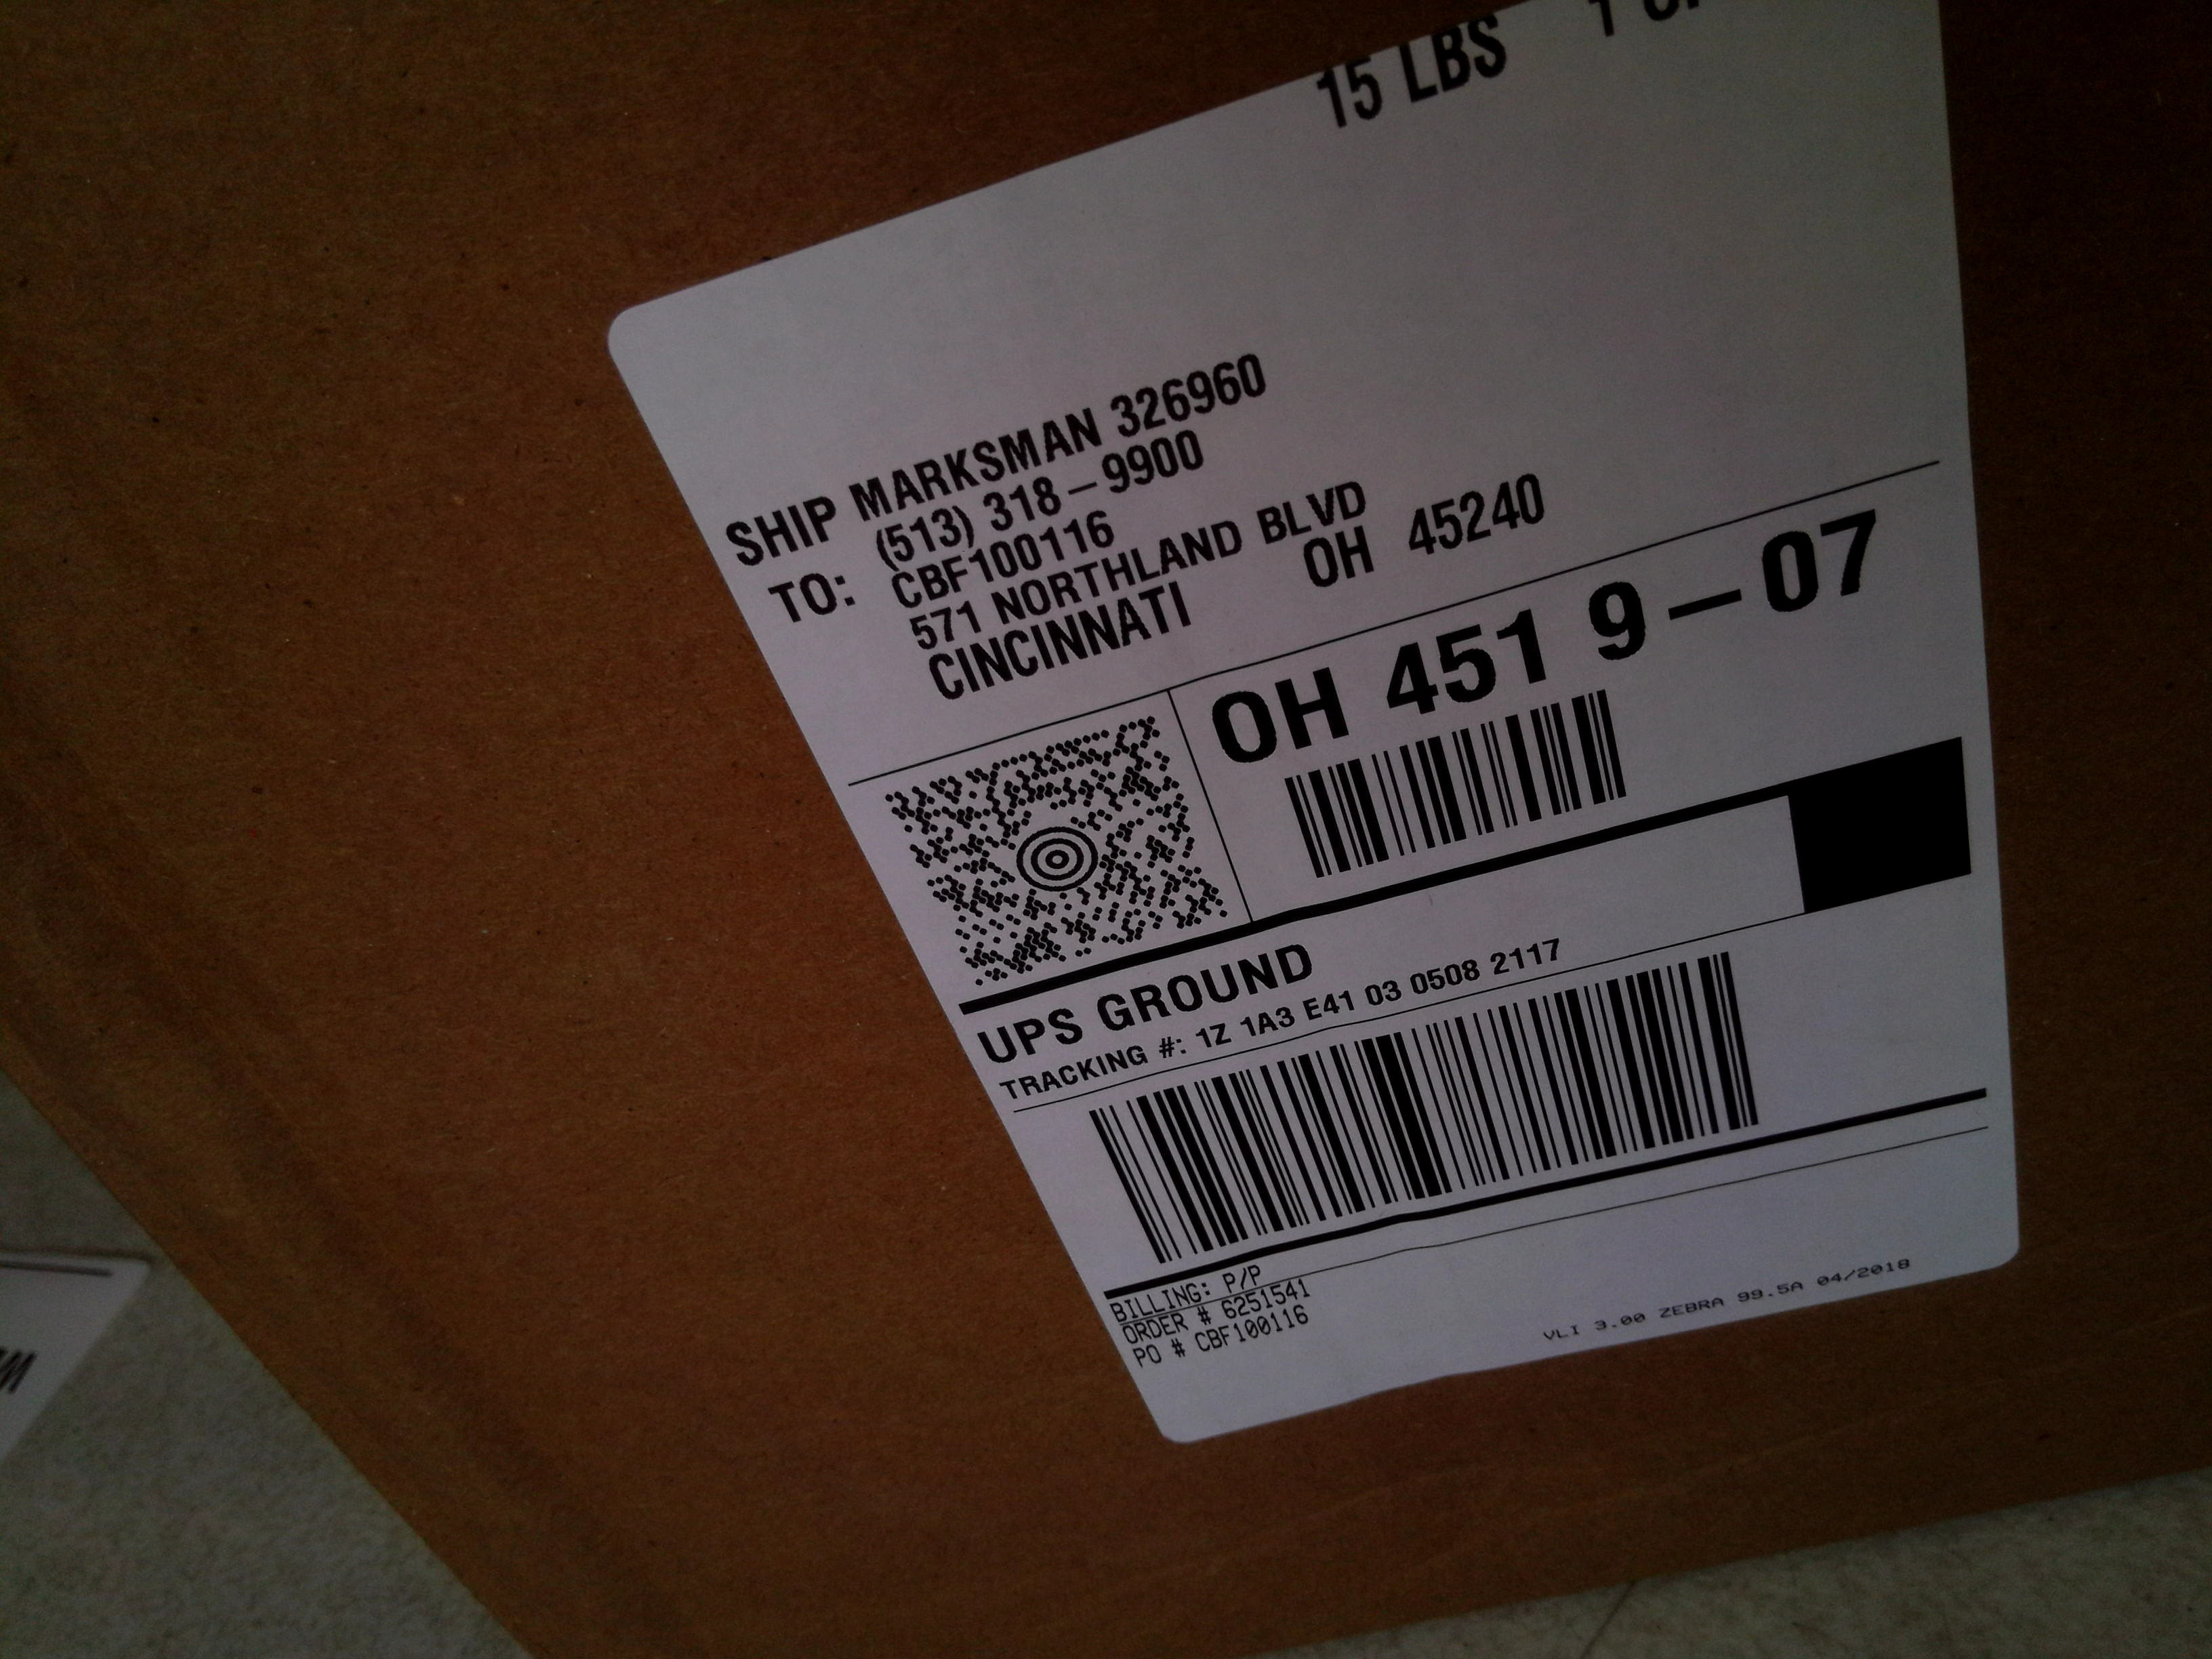 15 LBS 1
SHIP MARKSMAN 326960
TO: (513) 318-9900
CBF100116
571 NORTHLAND BLVD
CINCINNATI OH 45240
OH 451 9-07
UPS GROUND
TRACKING #: 1Z 1A3 E41 03 0508 2117
BILLING: P/P
ORDER # 6251541
PO # CBF100116
VLI 3.00 ZEBRA 99.5A 04/2018